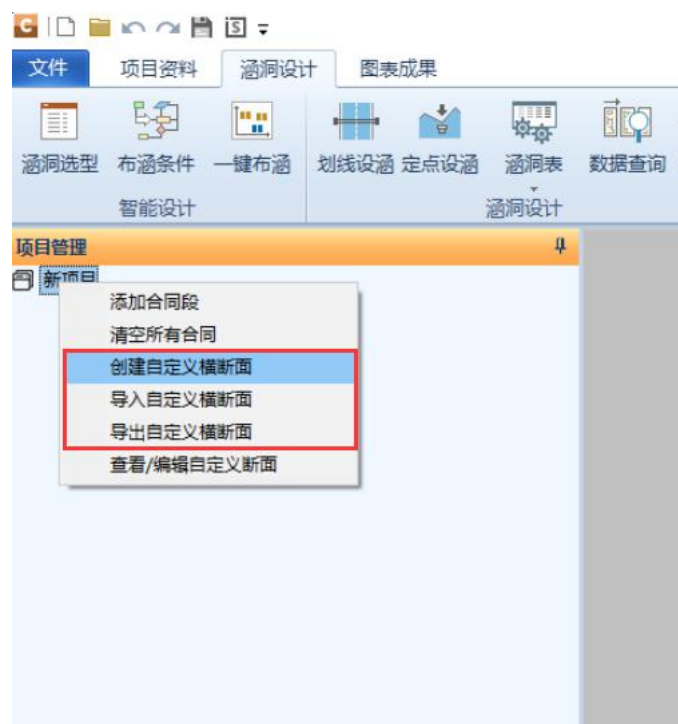 文件 项目资料 涵洞设计 图表成果
涵洞选型 布涵条件 一键布涵 划线设涵 定点设涵 涵洞表 数据查询
智能设计 涵洞设计
项目管理
新项目
添加合同段
清空所有合同
创建自定义横断面
导入自定义横断面
导出自定义横断面
查看/编辑自定义断面